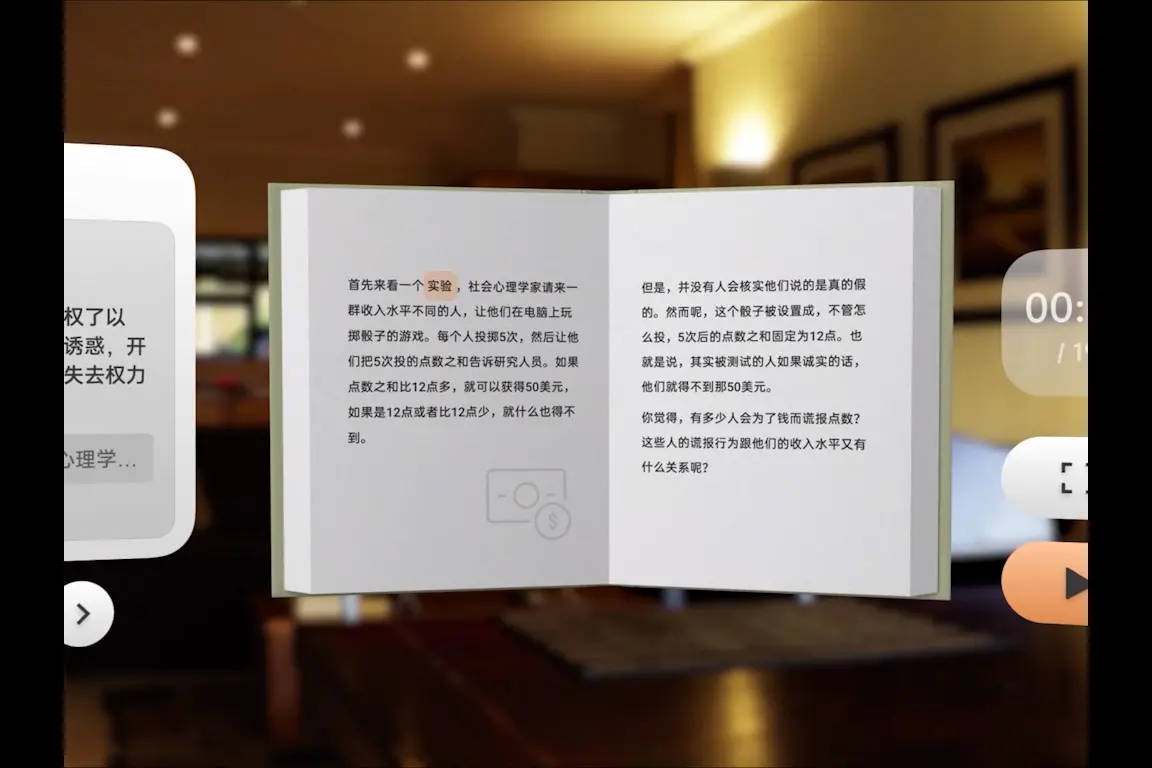 权了以
诱惑，开
失去权力
心理学...
首先来看一个 实验 ，社会心理学家请来一
群收入水平不同的人，让他们在电脑上玩
掷骰子的游戏。每个人投掷5次，然后让他
们把5次投的点数之和告诉研究人员。如果
点数之和比12点多，就可以获得50美元，
如果是12点或者比12点少，就什么也得不
到。
但是，并没有人会核实他们说的是真的假
的。然而呢，这个骰子被设置成，不管怎
么投，5次后的点数之和固定为12点。也
就是说，其实被测试的人如果诚实的话，
他们就得不到那50美元。
你觉得，有多少人会为了钱而谎报点数？
这些人的谎报行为跟他们的收入水平又有
什么关系呢？
00:
/ 1